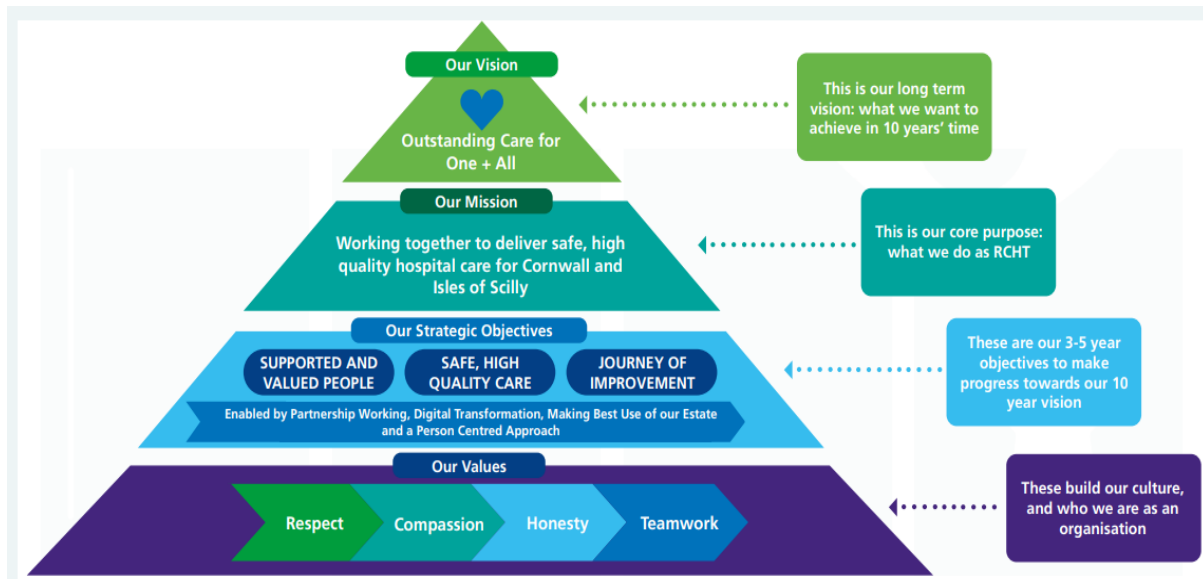 Our Vision
Outstanding Care for
One + All
This is our long term
vision: what we want to
achieve in 10 years’ time
Our Mission
Working together to deliver safe, high
quality hospital care for Cornwall and
Isles of Scilly
This is our core purpose:
what we do as RCHT
Our Strategic Objectives
SUPPORTED AND
VALUED PEOPLE
SAFE, HIGH
QUALITY CARE
JOURNEY OF
IMPROVEMENT
Enabled by Partnership Working, Digital Transformation, Making Best Use of our Estate
and a Person Centred Approach
These are our 3-5 year
objectives to make
progress towards our 10
year vision
Our Values
Respect
Compassion
Honesty
Teamwork
These build our culture,
and who we are as an
organisation